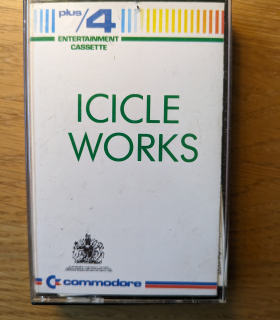 plus/4
ENTERTAINMENT
CASSETTE
ICICLE
WORKS
commodore